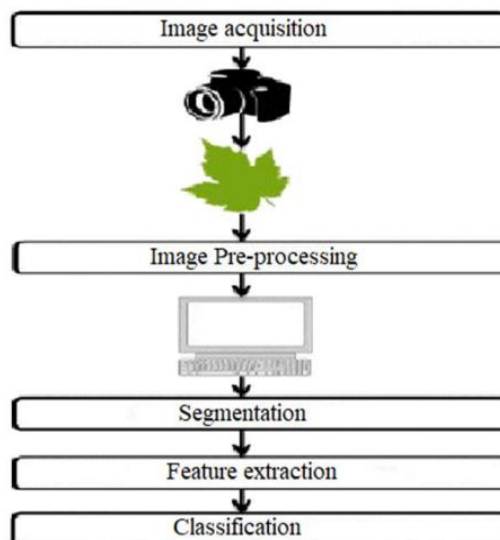 Image acquisition
Image Pre-processing
Segmentation
Feature extraction
Classification